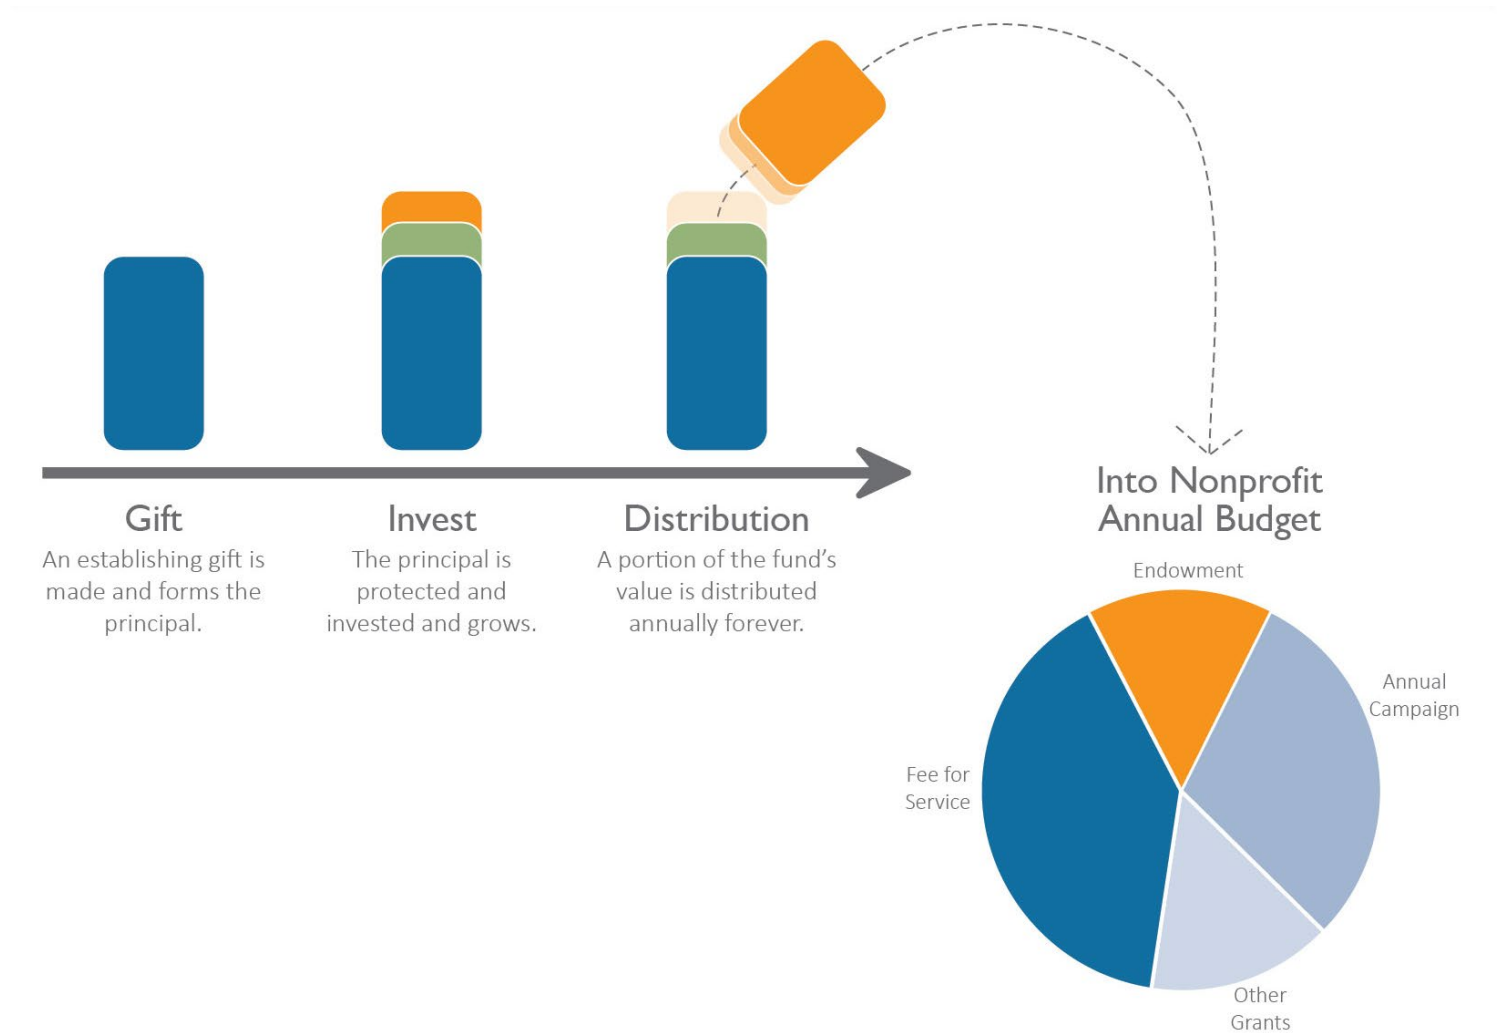 Gift
An establishing gift is
made and forms the
principal.
Invest
The principal is
protected and
invested and grows.
Distribution
A portion of the fund’s
value is distributed
annually forever.
Into Nonprofit
Annual Budget
Endowment
Annual
Campaign
Fee for
Service
Other
Grants